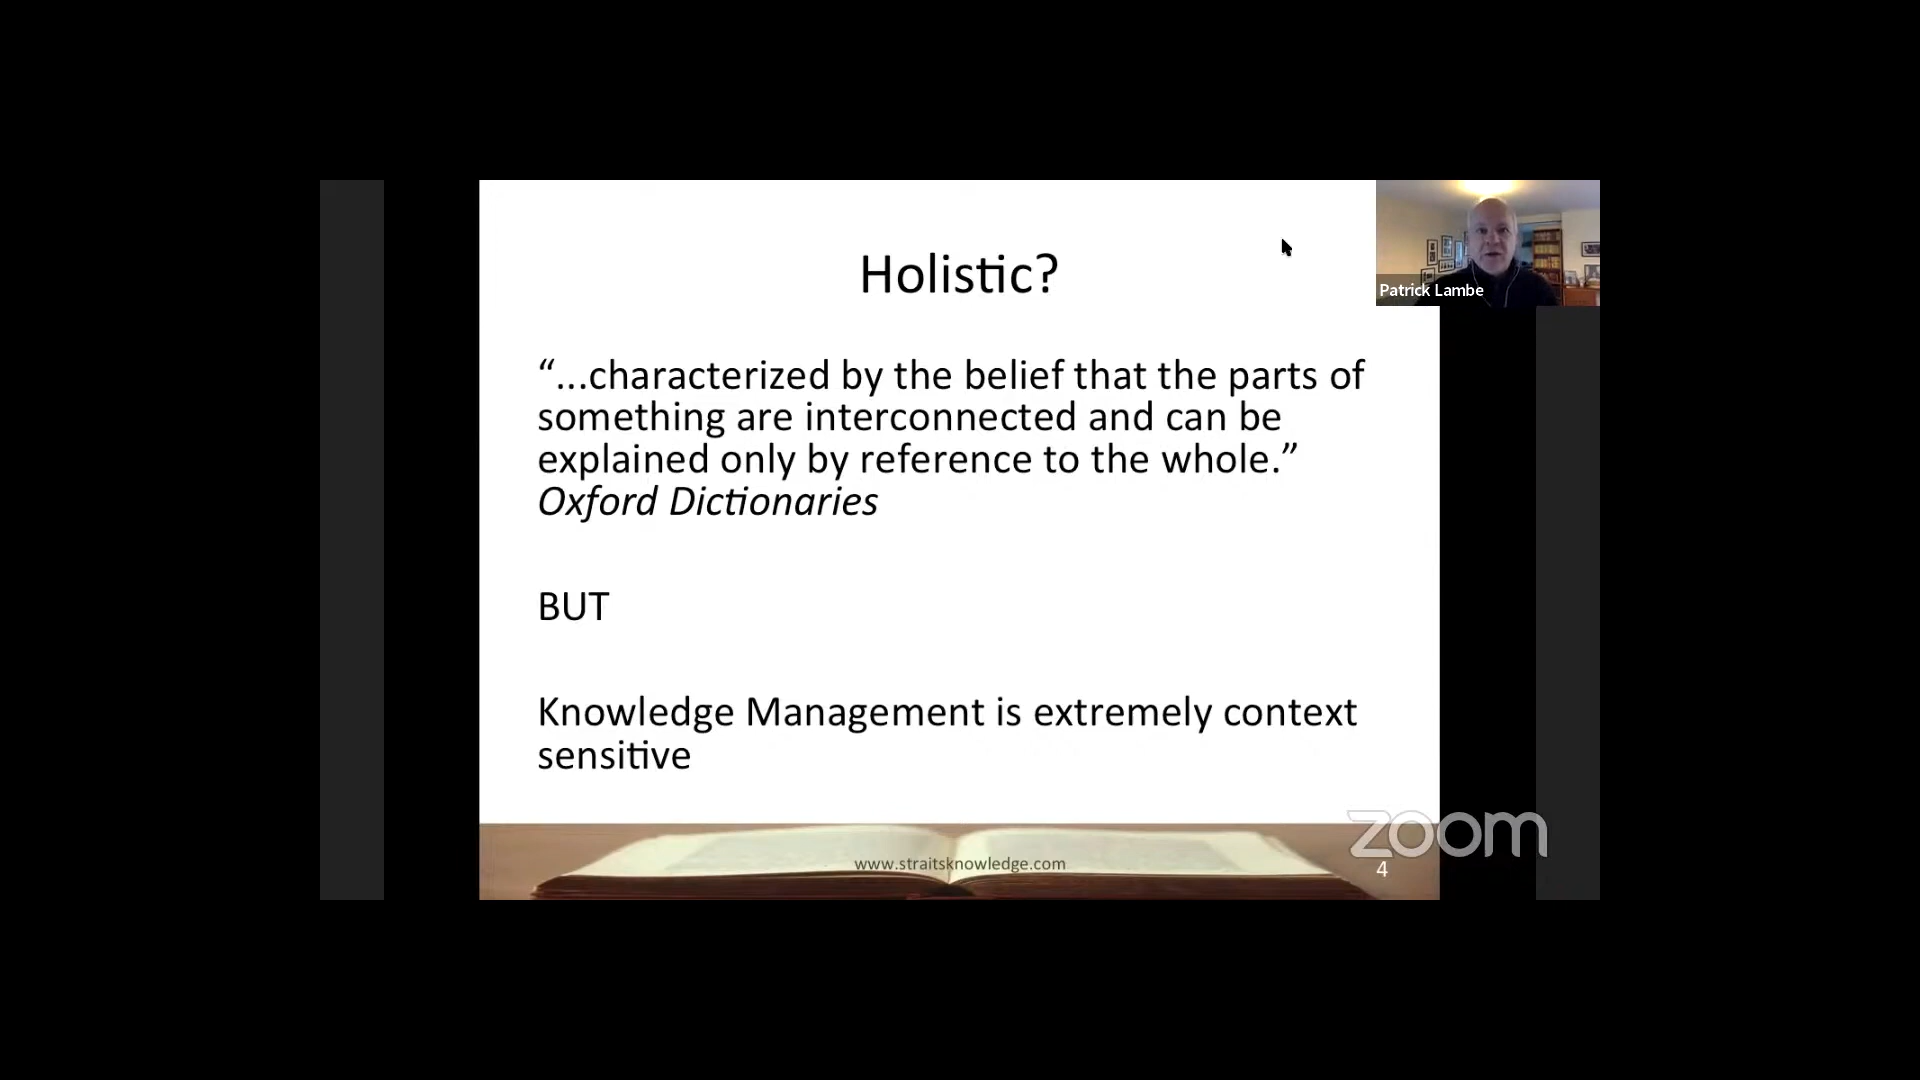 Holistic?
Patrick Lambe
“...characterized by the belief that the parts of
something are interconnected and can be
explained only by reference to the whole.”
Oxford Dictionaries
BUT
Knowledge Management is extremely context
sensitive
zoom
www.straitsknowledge.com
4